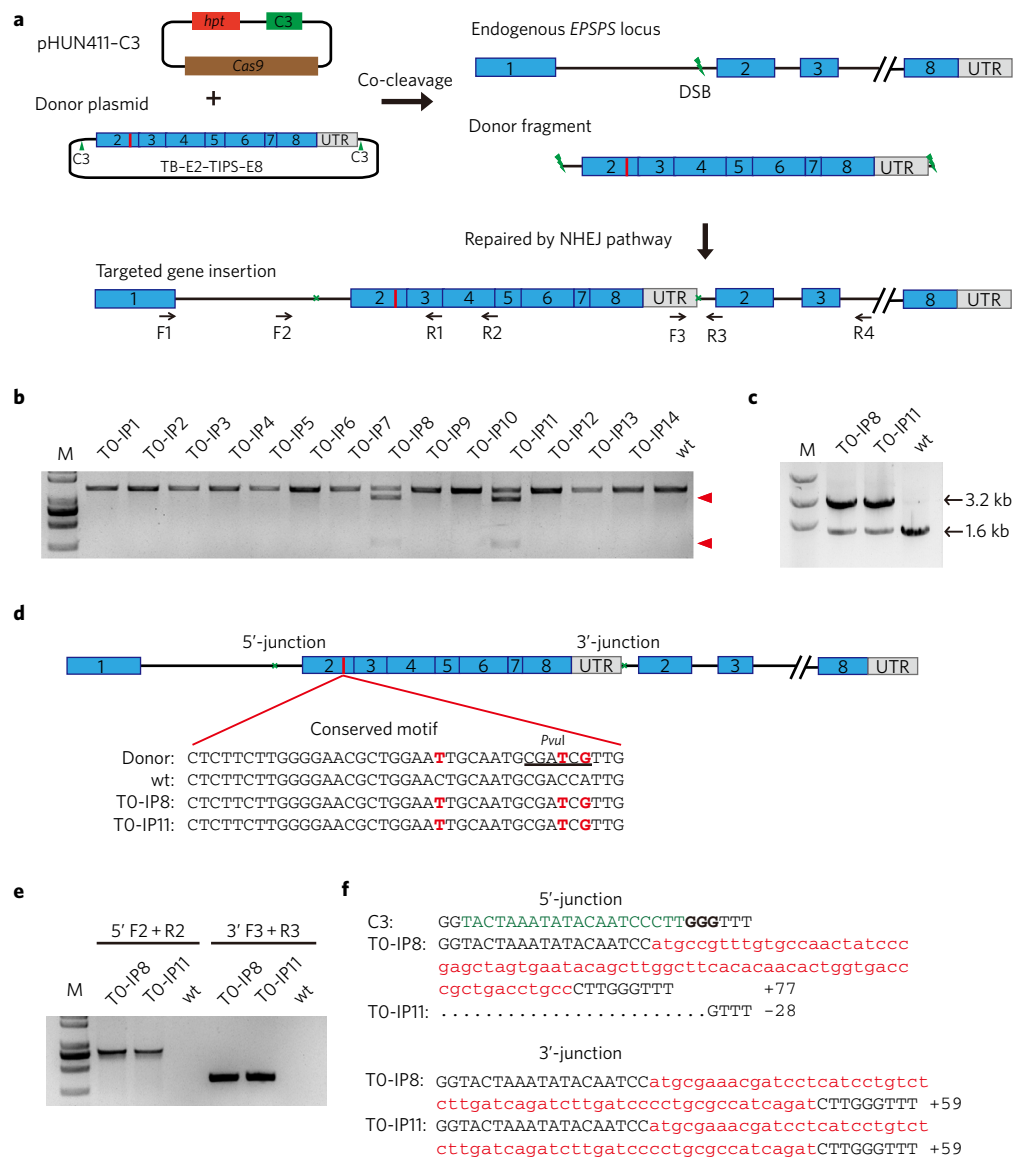 a
pHUN411–C3
hpt
C3
Cas9
Donor plasmid
+
2 3 4 5 6 7 8 UTR
C3
C3
TB–E2–TIPS–E8
Co-cleavage
Endogenous EPSPS locus
1 2 3 8 UTR
DSB
Donor fragment
2 3 4 5 6 7 8 UTR
Repaired by NHEJ pathway
Targeted gene insertion
1 2 3 4 5 6 7 8 UTR 2 3 8 UTR
F1 F2 R1 R2 F3 R3 R4
b
M T0-IP1 T0-IP2 T0-IP3 T0-IP4 T0-IP5 T0-IP6 T0-IP7 T0-IP8 T0-IP9 T0-IP10 T0-IP11 T0-IP12 T0-IP13 T0-IP14 wt
c
M T0-IP8 T0-IP11 wt
3.2 kb
1.6 kb
d
5′-junction 3′-junction
1 2 3 4 5 6 7 8 UTR 2 3 8 UTR
Conserved motif
PvuI
Donor: CTCTTCTTGGGGAACGCTGGAATTGCAATGCGATCGTTG
wt: CTCTTCTTGGGGAACGCTGGAACTGCAATGCGACCATTG
T0-IP8: CTCTTCTTGGGGAACGCTGGAATTGCAATGCGATCGTTG
T0-IP11: CTCTTCTTGGGGAACGCTGGAATTGCAATGCGATCGTTG
e
5′ F2 + R2 3′ F3 + R3
M T0-IP8 T0-IP11 wt T0-IP8 T0-IP11 wt
f
5′-junction
C3: GGTACTAAATATACAATCCCTTGGGTTT
T0-IP8: GGTACTAAATATACAATCCatgccgtttgtgccaactatccc
gagctagtgaatacagcttggcttcacacaacactggtgacc
cgctgacctgccCTTGGGTTT +77
T0-IP11: ........................GTTT −28
3′-junction
T0-IP8: GGTACTAAATATACAATCCatgcgaaacgatcctcatcctgtct
cttgatcagatcttgatcccctgcgccatcagatCTTGGGTTT +59
T0-IP11: GGTACTAAATATACAATCCatgcgaaacgatcctcatcctgtct
cttgatcagatcttgatcccctgcgccatcagatCTTGGGTTT +59